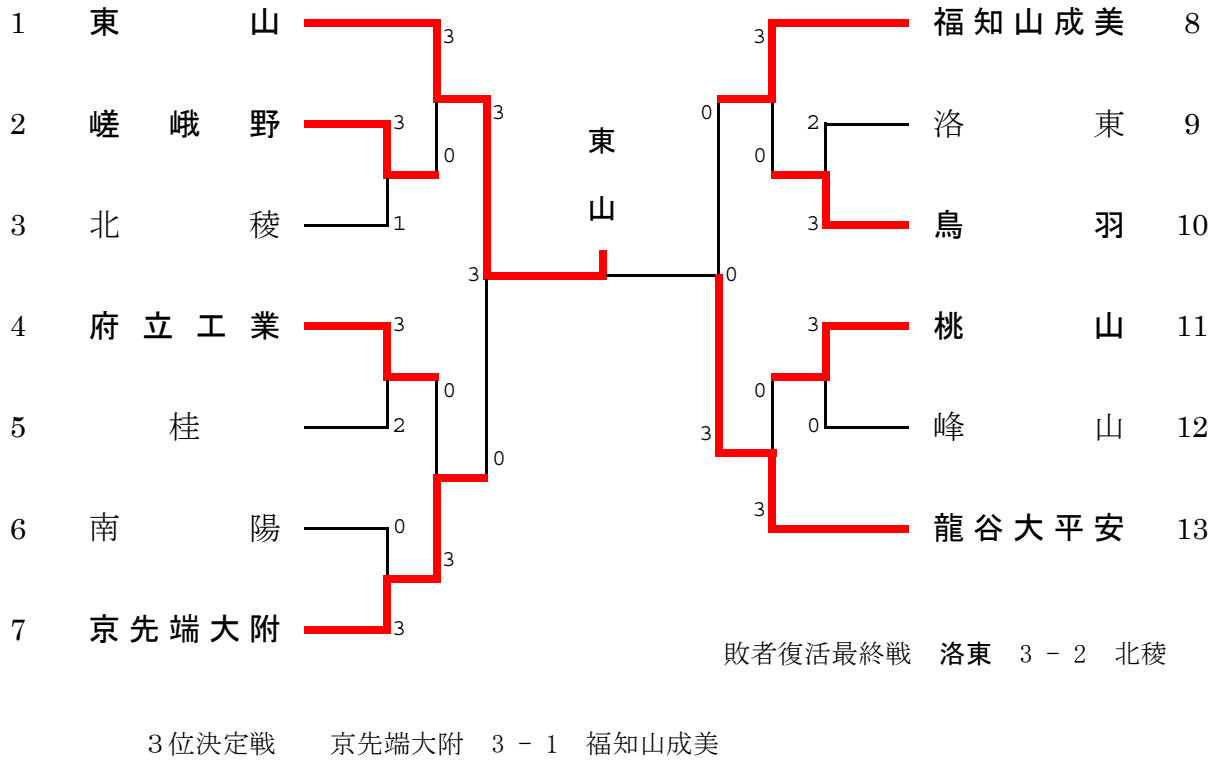 1 東山 3 3 福知山成美 8
3 0
2 嵯峨野 3 東 2 洛東 9
0 0
山
3 北稜 1 3 鳥羽 10
3 0
4 府立工業 3 3 桃山 11
0 0
5 桂 2 3 0 峰山 12
0
3
6 南陽 0 龍谷大平安 13
3
7 京先端大附 3
敗者復活最終戦 洛東 3 - 2 北稜
3位決定戦 京先端大附 3 - 1 福知山成美